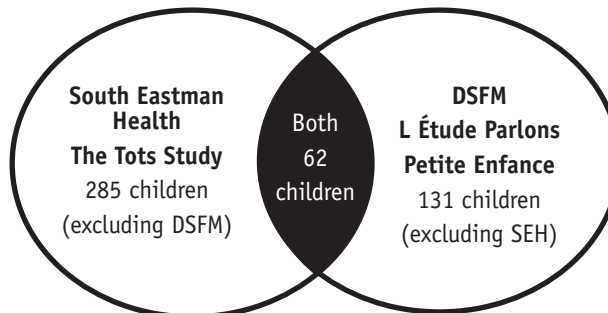 South Eastman
Health
The Tots Study
285 children
(excluding DSFM)
Both
62
children
DSFM
L Étude Parlons
Petite Enfance
131 children
(excluding SEH)